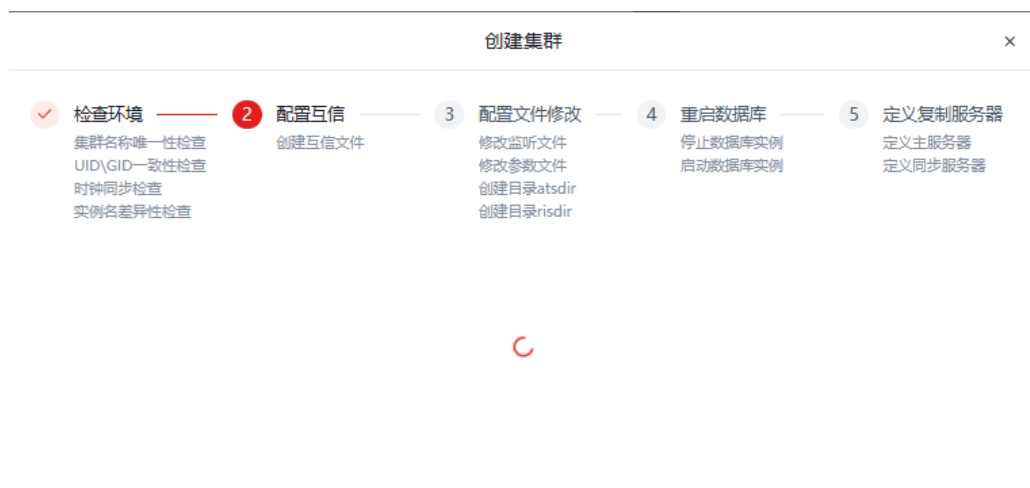 创建集群
检查环境
集群名称唯一性检查
UID\GID一致性检查
时钟同步检查
实例名差异性检查
2 配置互信
创建互信文件
3 配置文件修改
修改监听文件
修改参数文件
创建目录atsdir
创建目录risdir
4 重启数据库
停止数据库实例
启动数据库实例
5 定义复制服务器
定义主服务器
定义同步服务器